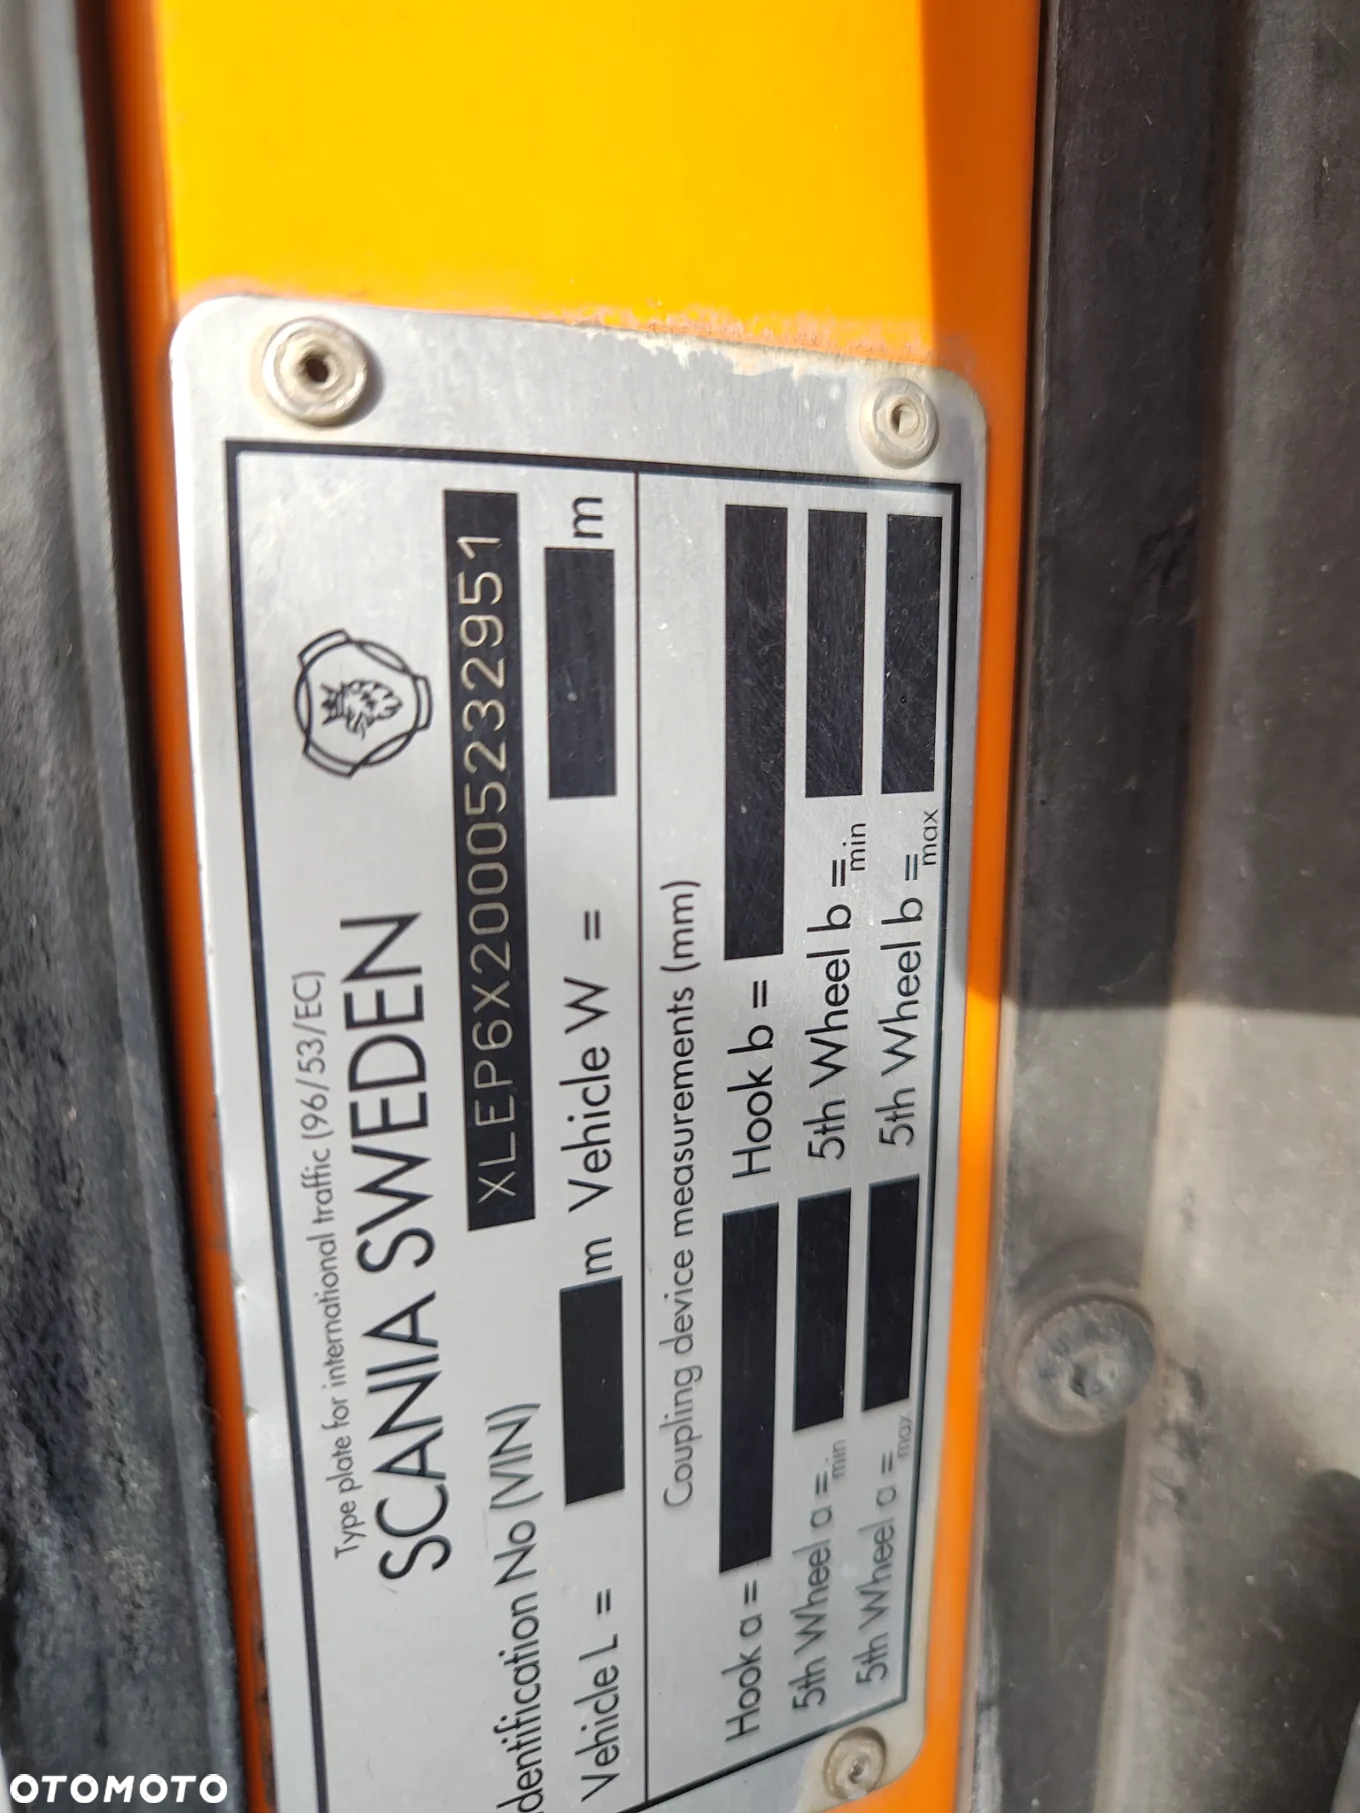 Type plate for international traffic (96/53/EC)
SCANIA SWEDEN
dentification No (VIN) XLEP6X20005232951
Vehicle L = m Vehicle W = m
Coupling device measurements (mm)
Hook a = Hook b =
5th Wheel a = min 5th Wheel b = min
5th Wheel a = max 5th Wheel b = max
OTOMOTO